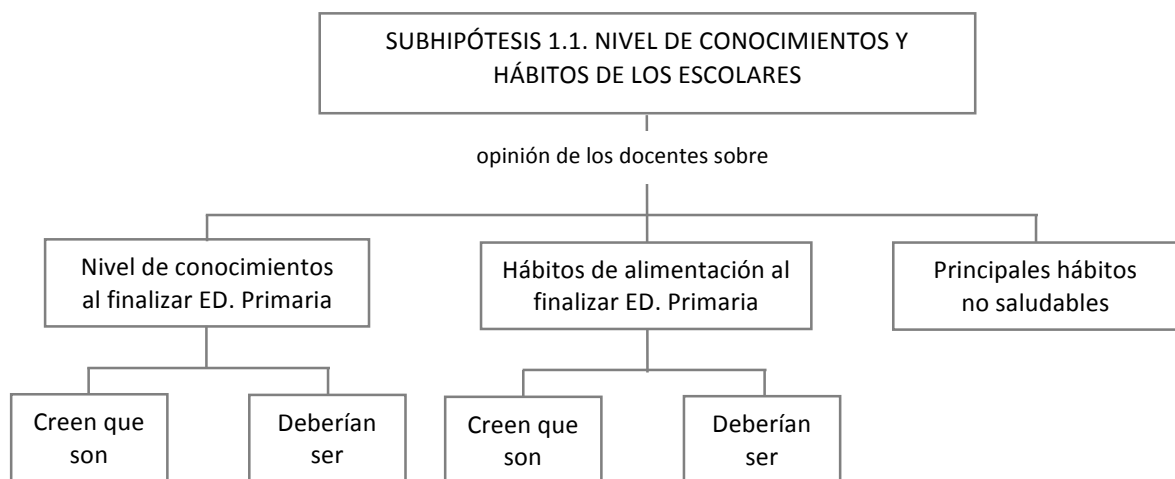 SUBHIPÓTESIS 1.1. NIVEL DE CONOCIMIENTOS Y
HÁBITOS DE LOS ESCOLARES
opinión de los docentes sobre
Nivel de conocimientos
al finalizar ED. Primaria
Hábitos de alimentación al
finalizar ED. Primaria
Principales hábitos
no saludables
Creen que
son
Deberían
ser
Creen que
son
Deberían
ser